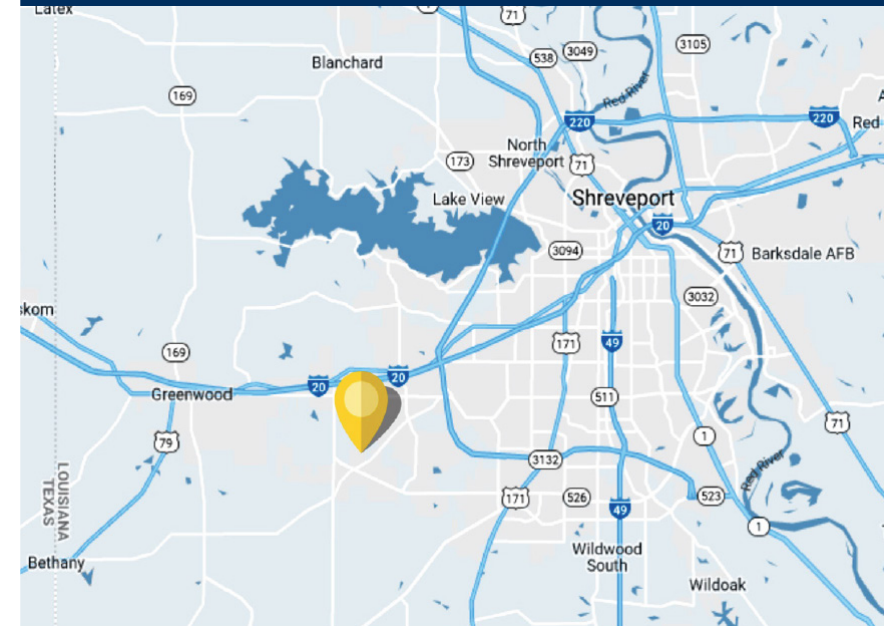 Latex
71
Blanchard
538
3049
3105
169
Red River
220
220
Red
North
Shreveport
71
173
Lake View
Shreveport
20
3094
71
Barksdale AFB
3032
skom
169
171
49
20
20
Greenwood
511
79
71
1
LOUISIANA
TEXAS
3132
Red River
171
526
523
49
1
Bethany
Wildwood
South
Wildoak